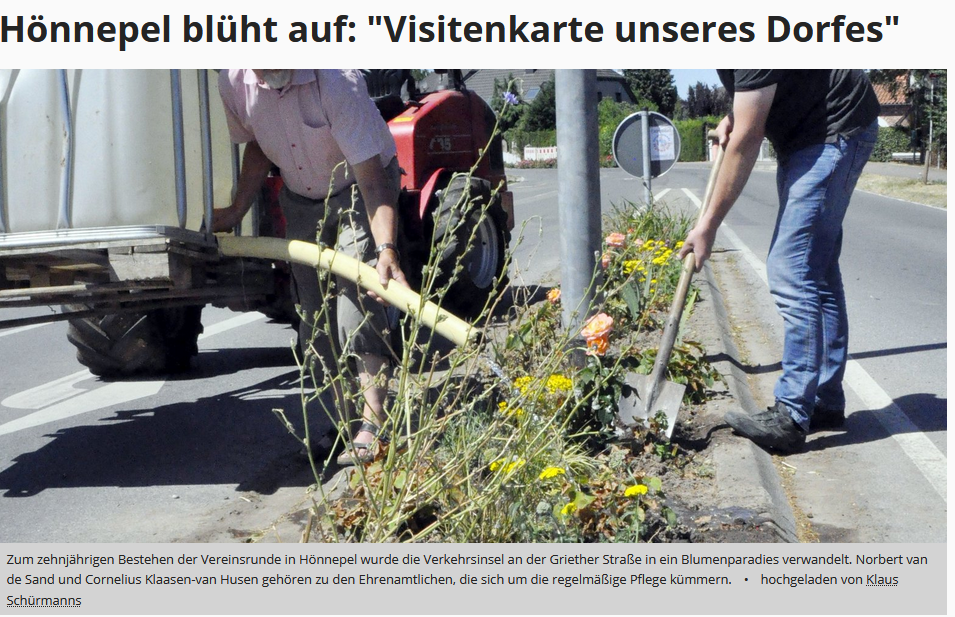 Hönnepel blüht auf: "Visitenkarte unseres Dorfes"
Zum zehnjährigen Bestehen der Vereinsrunde in Hönnepel wurde die Verkehrsinsel an der Griether Straße in ein Blumenparadies verwandelt. Norbert van
de Sand und Cornelius Klaasen-van Husen gehören zu den Ehrenamtlichen, die sich um die regelmäßige Pflege kümmern. • hochgeladen von Klaus
Schürmanns